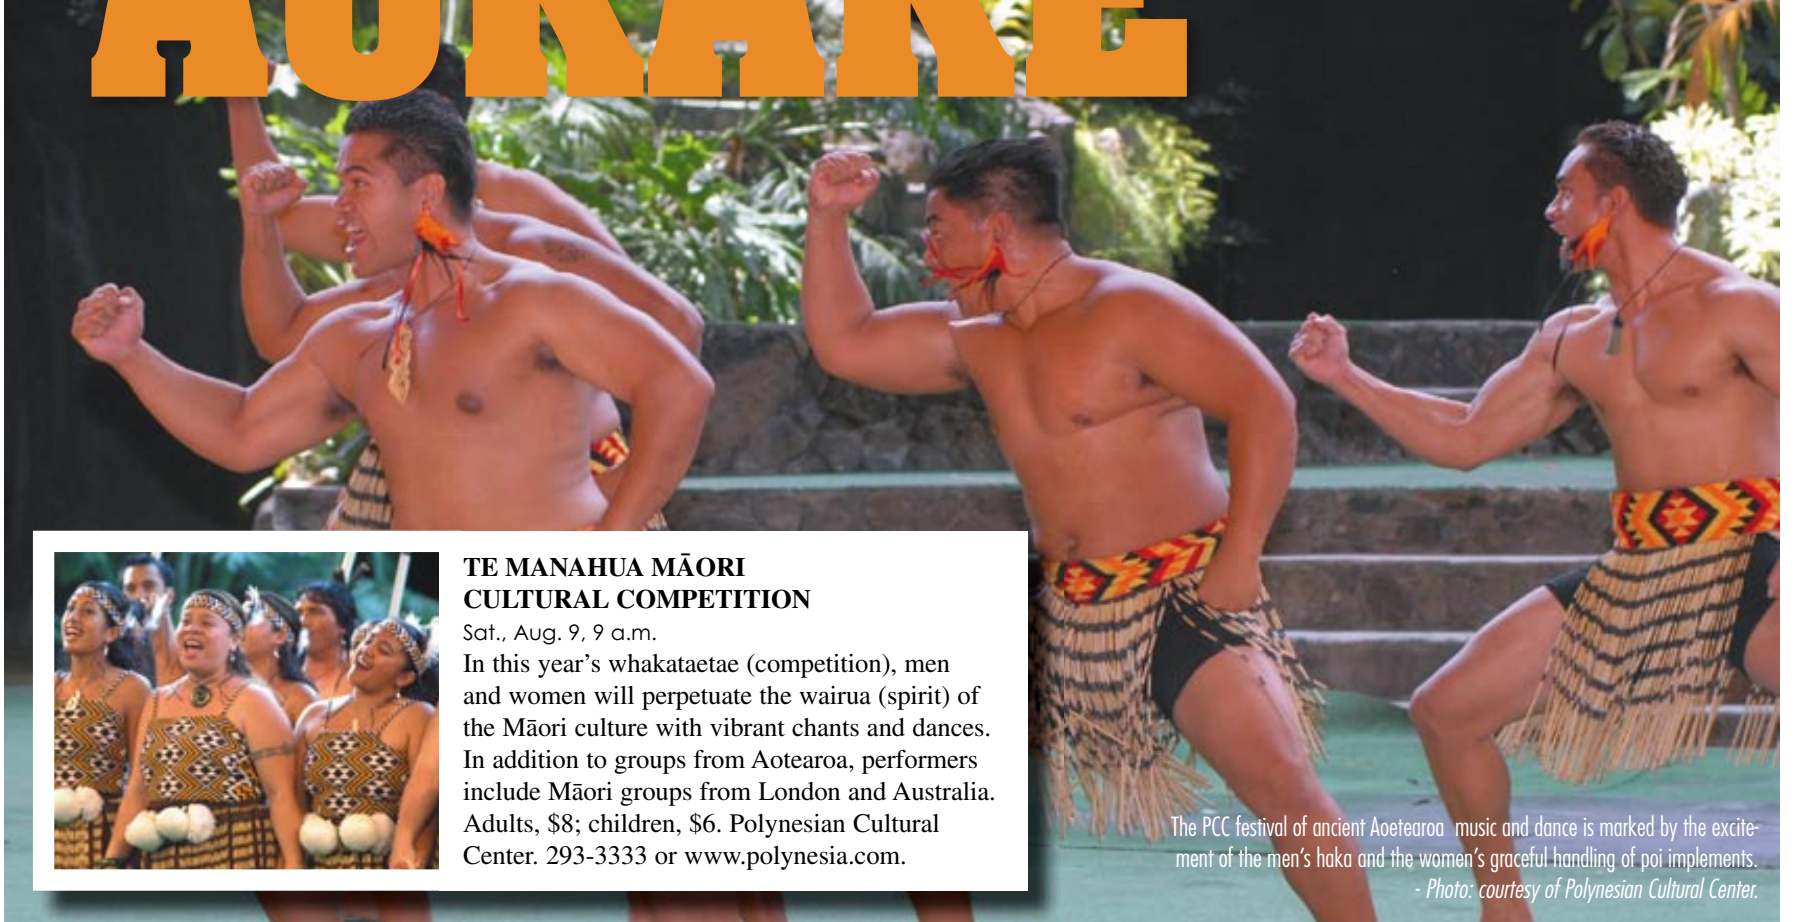 AUKAKE
TE MANAHUA MĀORI
CULTURAL COMPETITION
Sat., Aug. 9, 9 a.m.
In this year's whakataetae (competition), men
and women will perpetuate the wairua (spirit) of
the Māori culture with vibrant chants and dances.
In addition to groups from Aotearoa, performers
include Māori groups from London and Australia.
Adults, $8; children, $6. Polynesian Cultural
Center. 293-3333 or www.polynesia.com.
The PCC festival of ancient Aoetearoa music and dance is marked by the excite-
ment of the men's haka and the women's graceful handling of poi implements.
- Photo: courtesy of Polynesian Cultural Center.